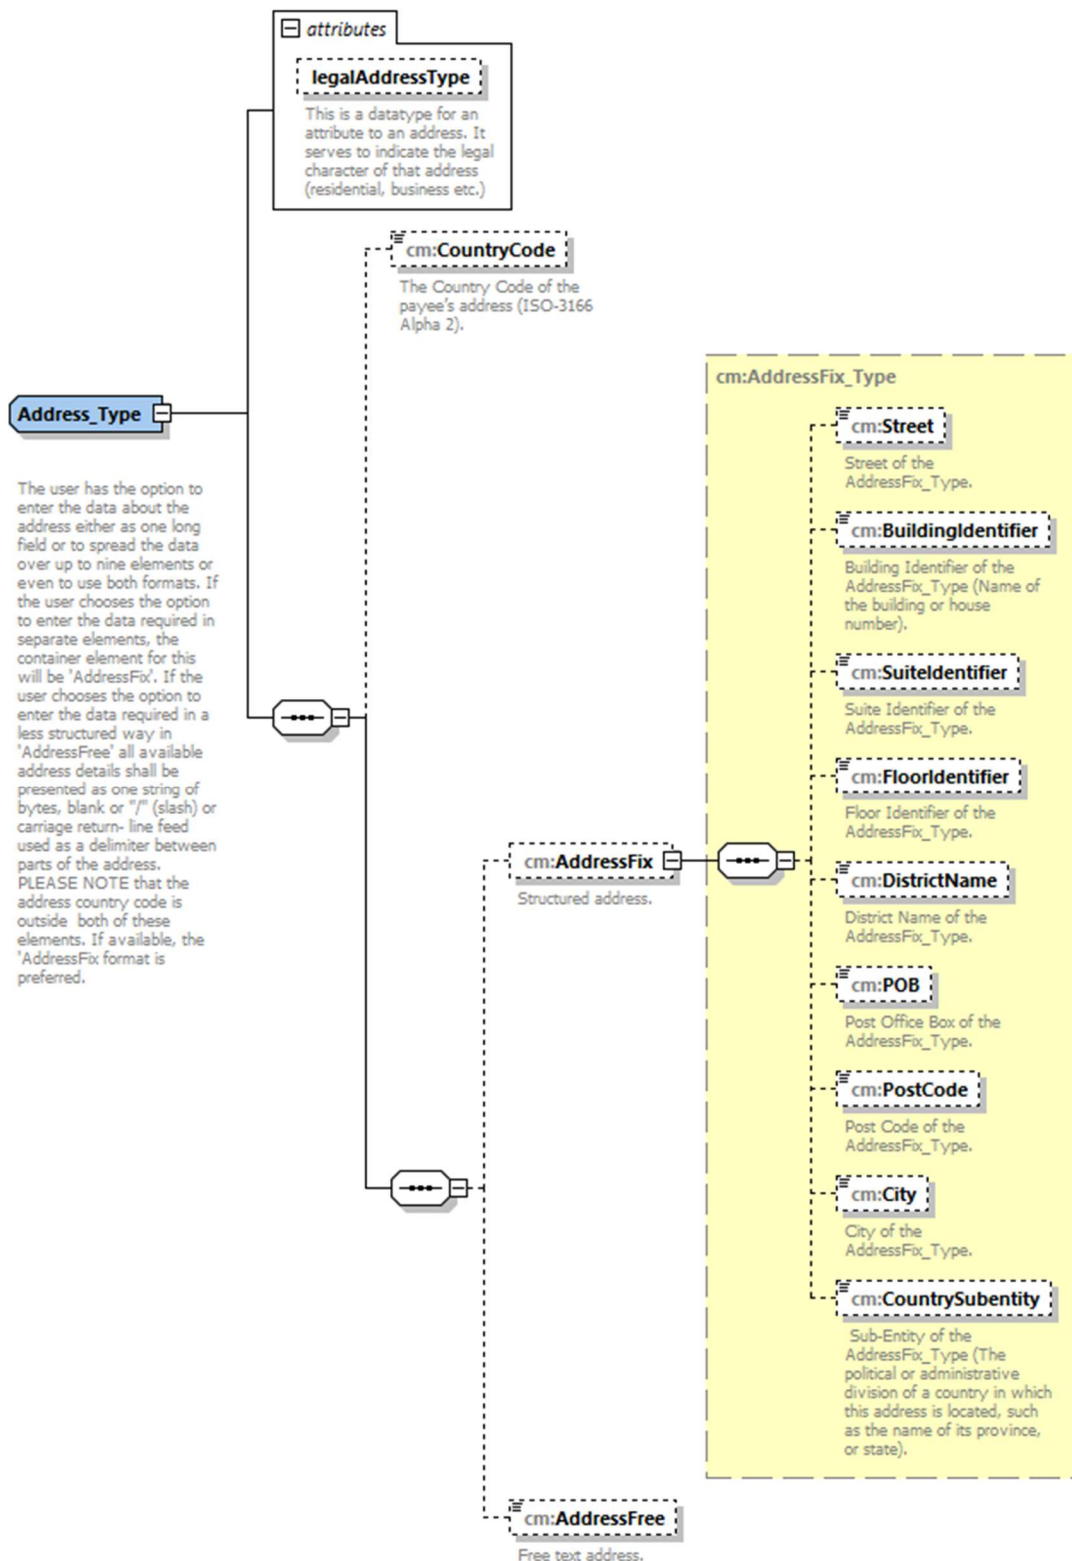 attributes
legalAddressType
This is a datatype for an
attribute to an address. It
serves to indicate the legal
character of that address
(residential, business etc.)
cm:CountryCode
The Country Code of the
payee's address (ISO-3166
Alpha 2).
Address_Type
The user has the option to
enter the data about the
address either as one long
field or to spread the data
over up to nine elements or
even to use both formats. If
the user chooses the option
to enter the data required in
separate elements, the
container element for this
will be 'AddressFix'. If the
user chooses the option to
enter the data required in a
less structured way in
'AddressFree' all available
address details shall be
presented as one string of
bytes, blank or "/" (slash) or
carriage return- line feed
used as a delimiter between
parts of the address.
PLEASE NOTE that the
address country code is
outside  both of these
elements. If available, the
'AddressFix format is
preferred.
cm:AddressFix
Structured address.
cm:AddressFix_Type
cm:Street
Street of the
AddressFix_Type.
cm:BuildingIdentifier
Building Identifier of the
AddressFix_Type (Name of
the building or house
number).
cm:SuiteIdentifier
Suite Identifier of the
AddressFix_Type.
cm:FloorIdentifier
Floor Identifier of the
AddressFix_Type.
cm:DistrictName
District Name of the
AddressFix_Type.
cm:POB
Post Office Box of the
AddressFix_Type.
cm:PostCode
Post Code of the
AddressFix_Type.
cm:City
City of the
AddressFix_Type.
cm:CountrySubentity
Sub-Entity of the
AddressFix_Type (The
political or administrative
division of a country in which
this address is located, such
as the name of its province,
or state).
cm:AddressFree
Free text address.